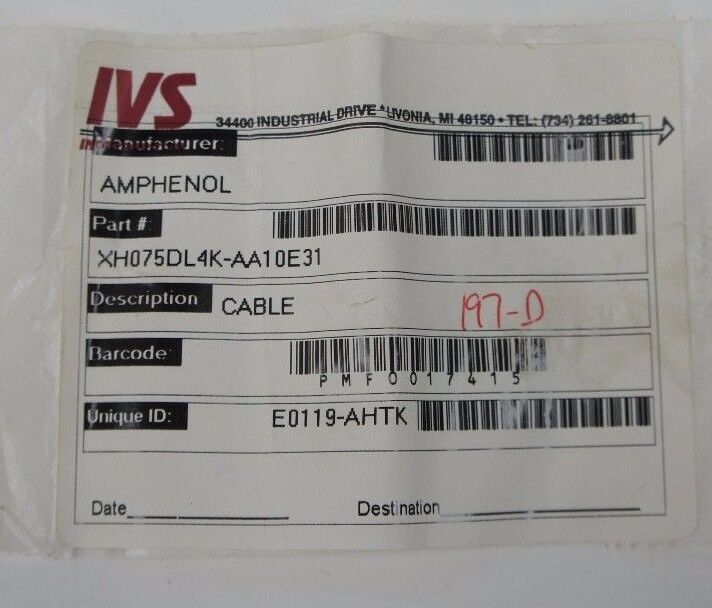 IVS
34400 INDUSTRIAL DRIVE * LIVONIA, MI 48150 • TEL: (734) 261-8801
Manufacturer:
AMPHENOL
Part #:
XH075DL4K-AA10E31
Description CABLE 197-D
Barcode:
PMF0017415
Unique ID: E0119-AHTK
Date Destination